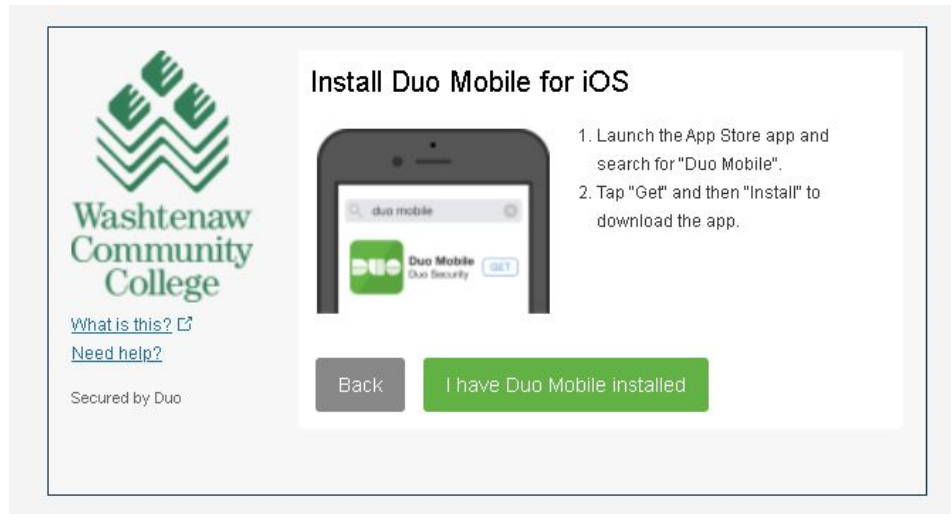 Washtenaw
Community
College
What is this?
Need help?
Secured by Duo
Install Duo Mobile for iOS
duo mobile
DUO
Duo Mobile
Duo Security
GET
1. Launch the App Store app and
search for "Duo Mobile".
2. Tap "Get" and then "Install" to
download the app.
Back
I have Duo Mobile installed